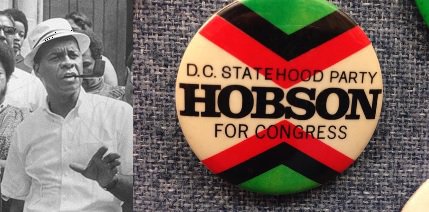 D.C. STATEHOOD PARTY
HOBSON
FOR CONGRESS